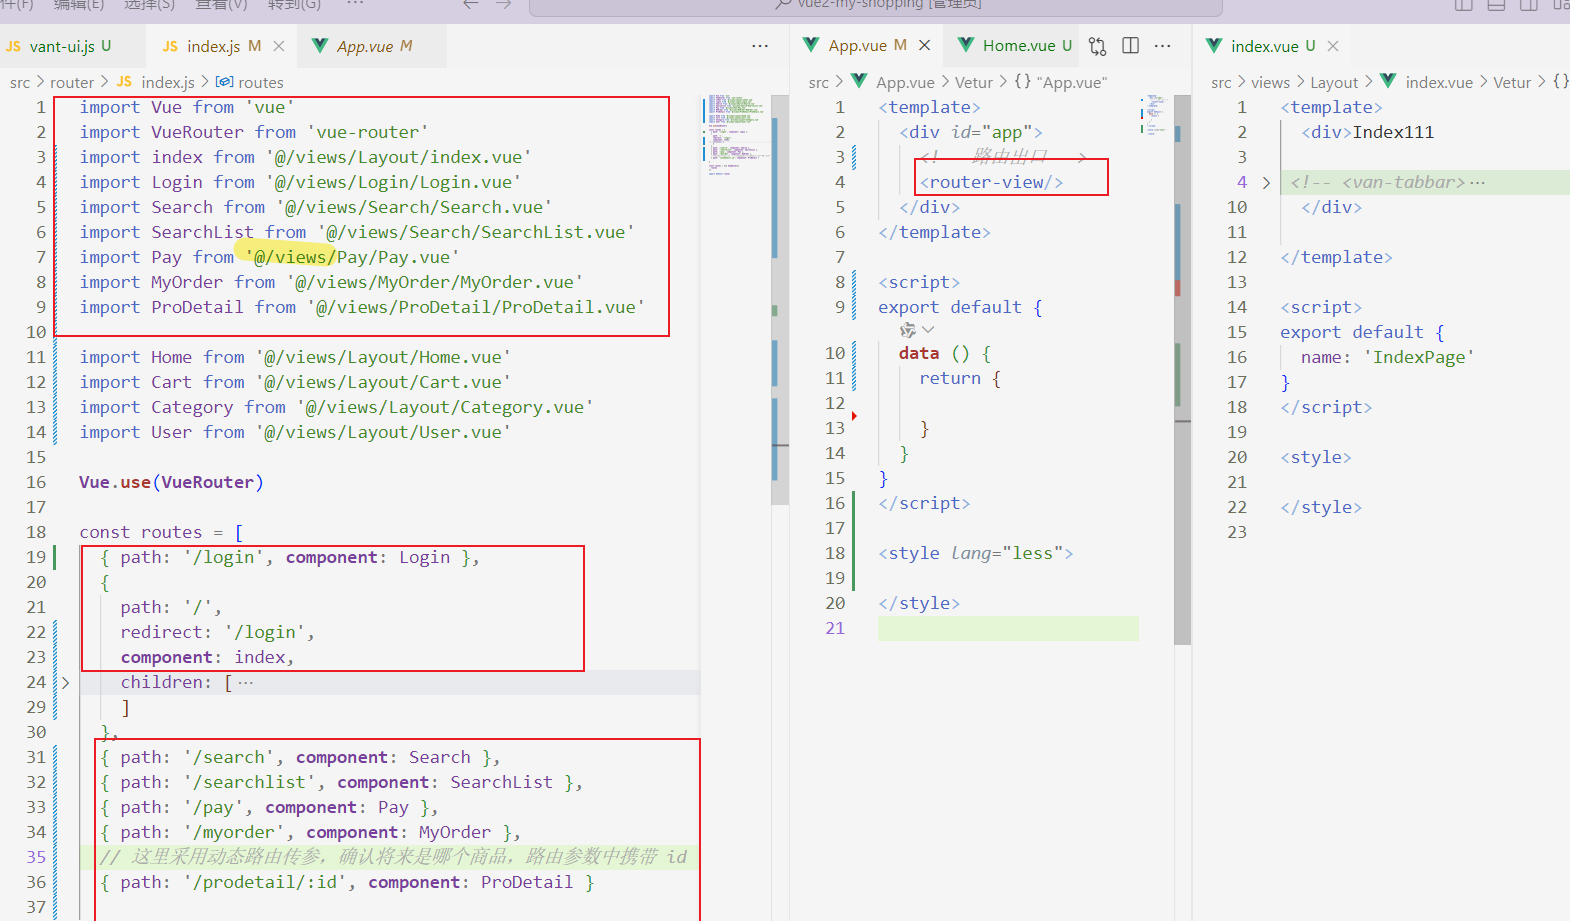 件(F) 编辑(E) 选择(S) 查看(V) 转到(G) ··· vue2-my-shopping [管理员]
JS vant-ui.js U JS index.js M App.vue M ···
src > router > JS index.js > routes
1 import Vue from 'vue'
2 import VueRouter from 'vue-router'
3 import index from '@/views/Layout/index.vue'
4 import Login from '@/views/Login/Login.vue'
5 import Search from '@/views/Search/Search.vue'
6 import SearchList from '@/views/Search/SearchList.vue'
7 import Pay from '@/views/Pay/Pay.vue'
8 import MyOrder from '@/views/MyOrder/MyOrder.vue'
9 import ProDetail from '@/views/ProDetail/ProDetail.vue'
10
11 import Home from '@/views/Layout/Home.vue'
12 import Cart from '@/views/Layout/Cart.vue'
13 import Category from '@/views/Layout/Category.vue'
14 import User from '@/views/Layout/User.vue'
15
16 Vue.use(VueRouter)
17
18 const routes = [
19 { path: '/login', component: Login },
20 {
21 path: '/',
22 redirect: '/login',
23 component: index,
24 children: [ ···
29 ]
30 },
31 { path: '/search', component: Search },
32 { path: '/searchlist', component: SearchList },
33 { path: '/pay', component: Pay },
34 { path: '/myorder', component: MyOrder },
35 // 这里采用动态路由传参，确认将来是哪个商品，路由参数中携带 id
36 { path: '/prodetail/:id', component: ProDetail }
37
App.vue M Home.vue U ···
src > App.vue > Vetur > {} "App.vue"
1 <template>
2 <div id="app">
3 <!-- 路由出口 -->
4 <router-view/>
5 </div>
6 </template>
7
8 <script>
9 export default {
10 data () {
11 return {
12
13 }
14 }
15 }
16 </script>
17
18 <style lang="less">
19
20 </style>
21
index.vue U
src > views > Layout > index.vue > Vetur > {}
1 <template>
2 <div>Index111
3
4 <!-- <van-tabbar> ···
10 </div>
11
12 </template>
13
14 <script>
15 export default {
16 name: 'IndexPage'
17 }
18 </script>
19
20 <style>
21
22 </style>
23